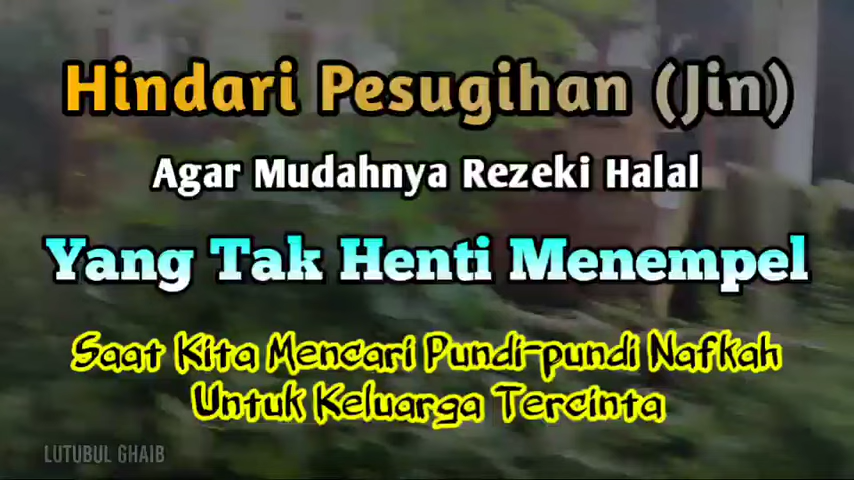 Hindari Pesugihan (Jin)
Agar Mudahnya Rezeki Halal
Yang Tak Henti Menempel
Saat Kita Mencari Pundi-pundi Nafkah
Untuk Keluarga Tercinta
LUTUBUL GHAIB